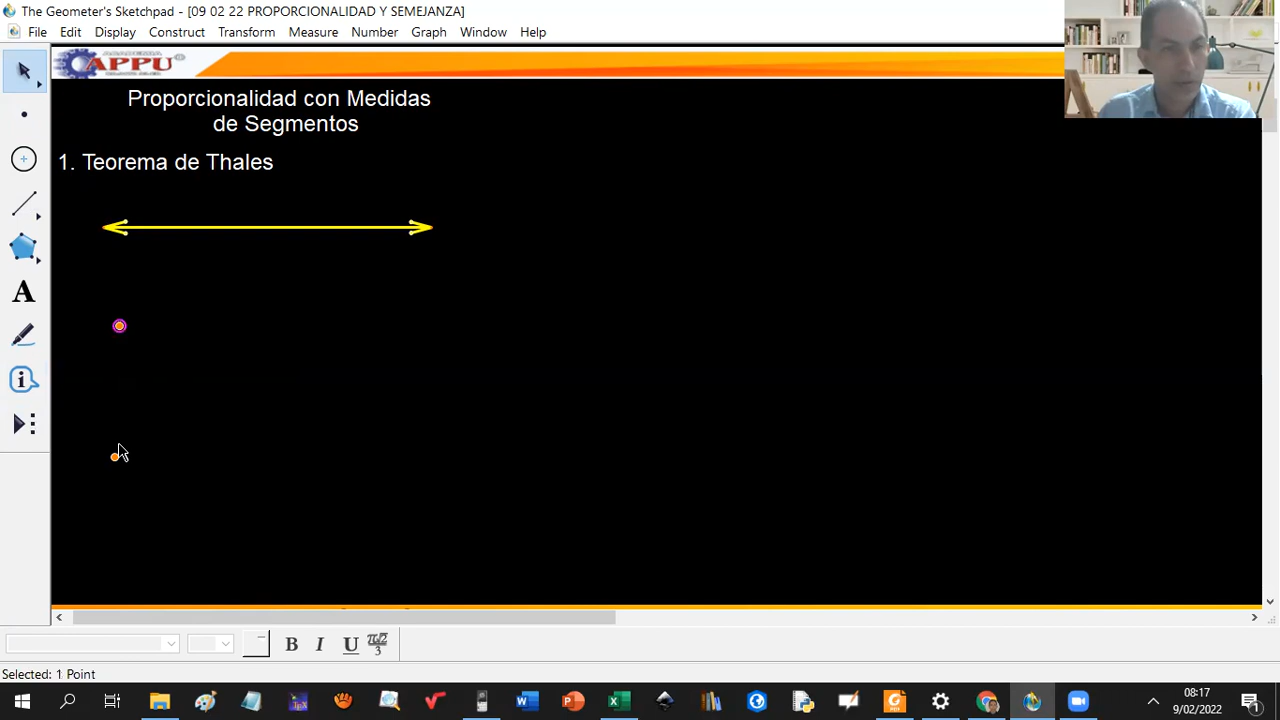 The Geometer's Sketchpad - [09 02 22 PROPORCIONALIDAD Y SEMEJANZA]
File Edit Display Construct Transform Measure Number Graph Window Help
ACADEMIA
APPU
Proporcionalidad con Medidas
de Segmentos
1. Teorema de Thales
A
B I U
Selected: 1 Point
08:17
9/02/2022